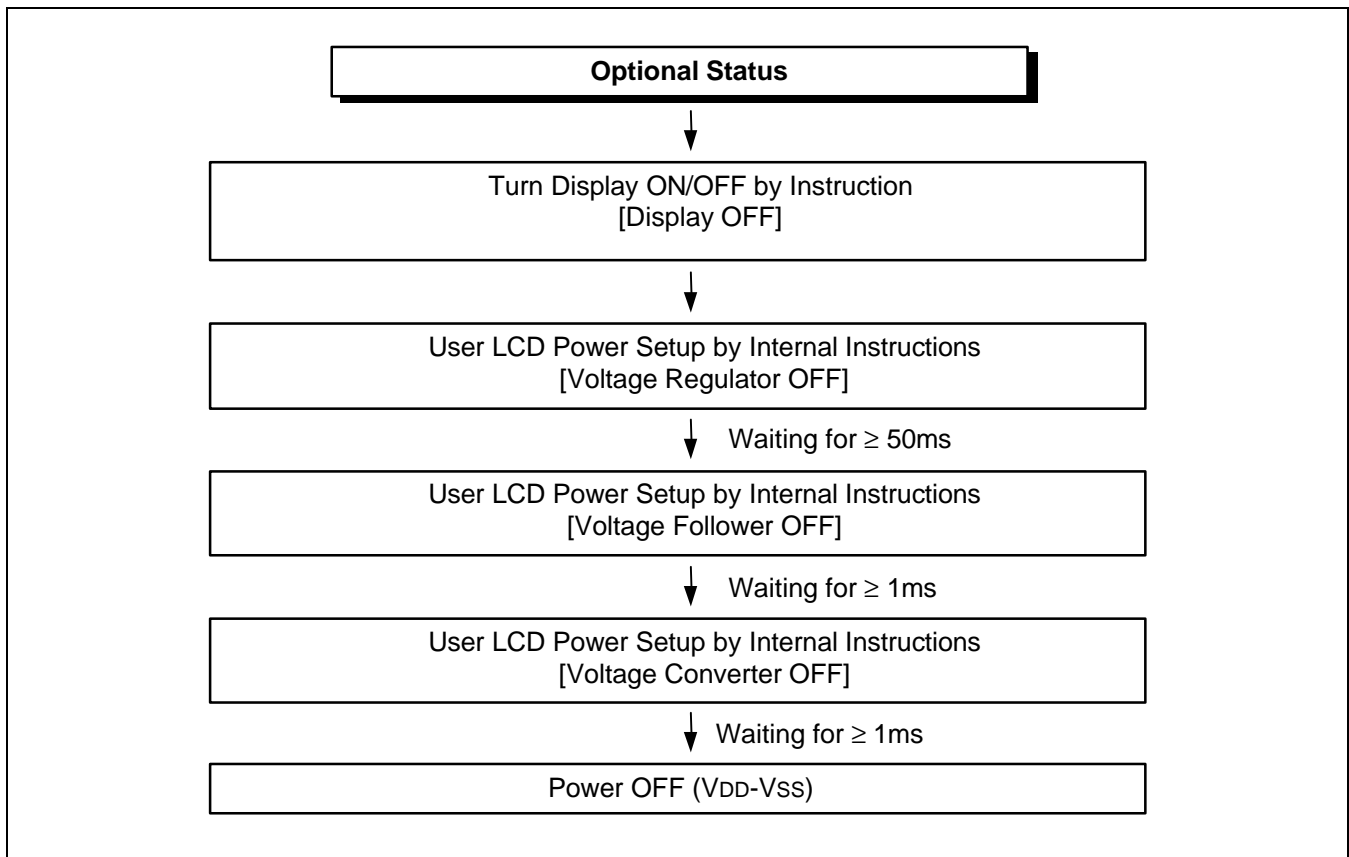 Optional Status
Turn Display ON/OFF by Instruction
[Display OFF]
User LCD Power Setup by Internal Instructions
[Voltage Regulator OFF]
Waiting for ≥ 50ms
User LCD Power Setup by Internal Instructions
[Voltage Follower OFF]
Waiting for ≥ 1ms
User LCD Power Setup by Internal Instructions
[Voltage Converter OFF]
Waiting for ≥ 1ms
Power OFF (VDD-VSS)